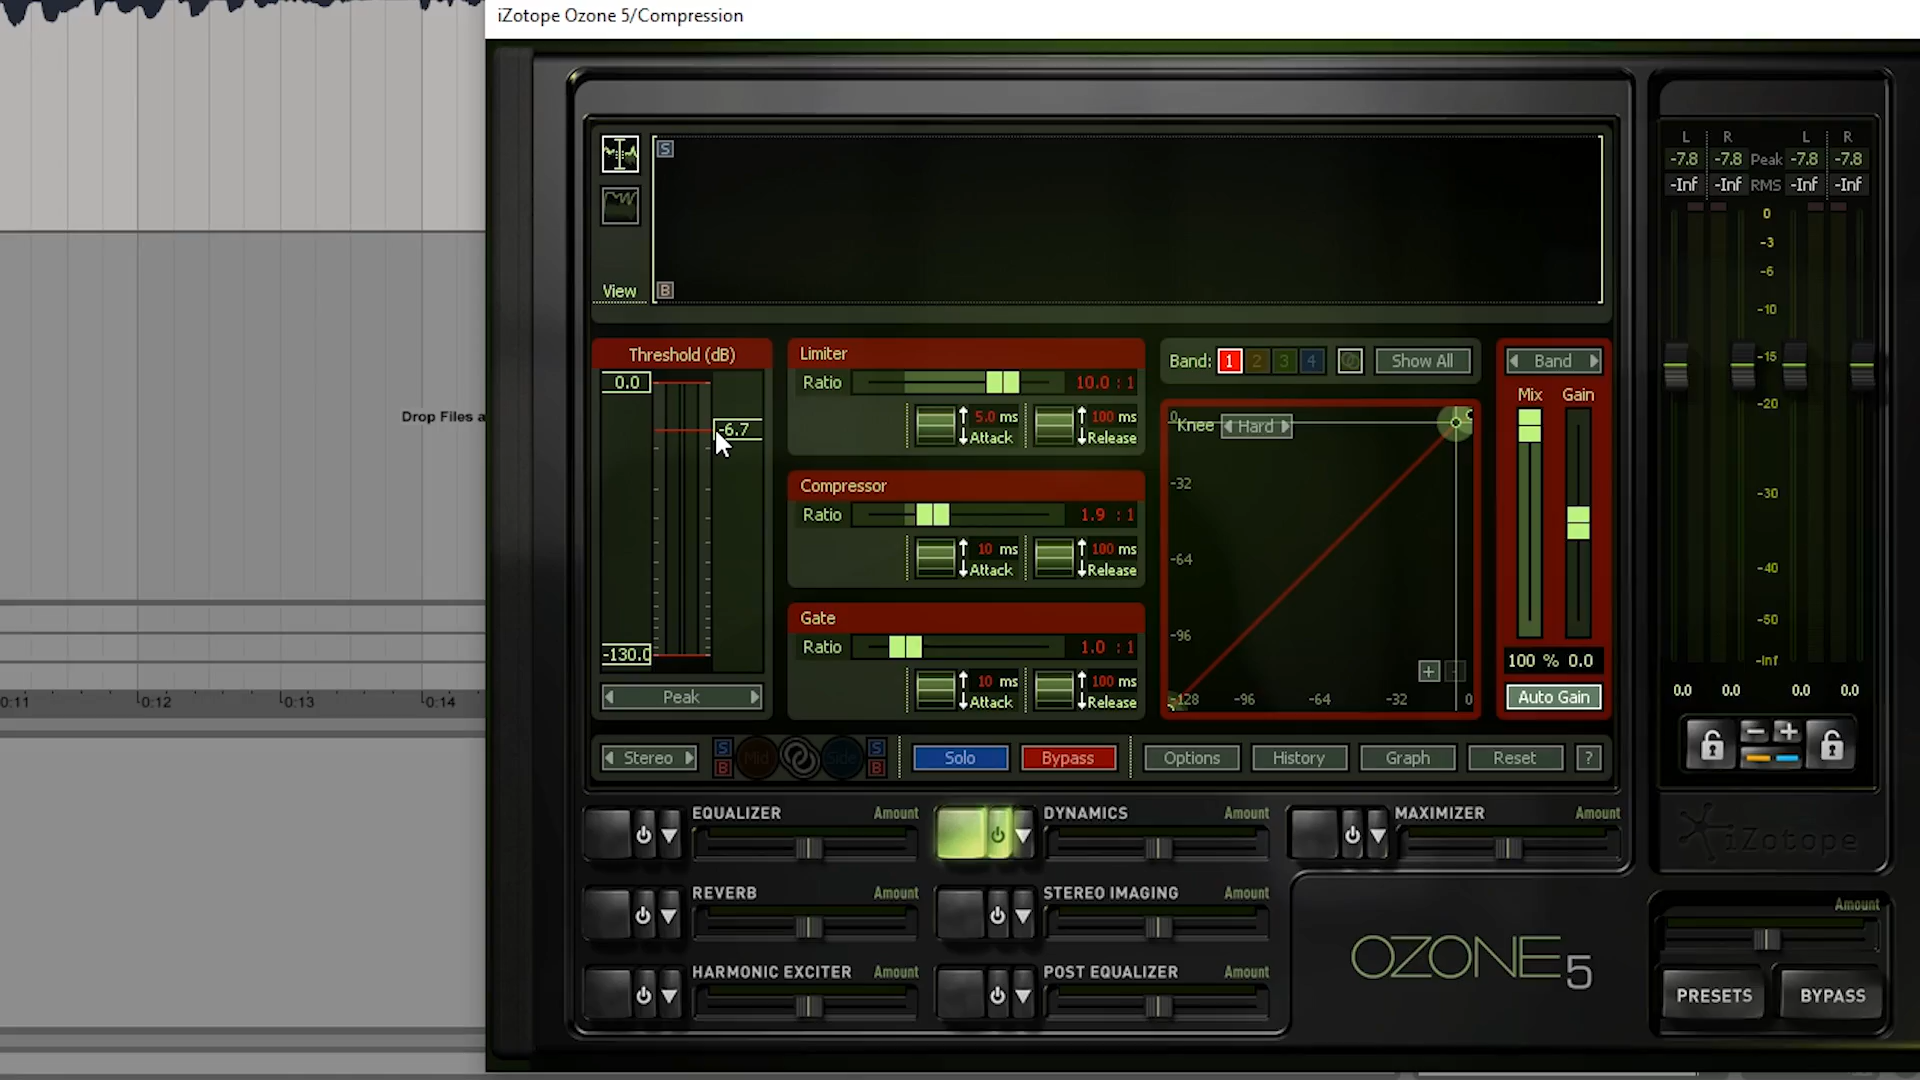 iZotope Ozone 5/Compression
L R L R
-7.8 -7.8 Peak -7.8 -7.8
-Inf -Inf RMS -Inf -Inf
0
-3
-6
-10
-15
-20
-30
-40
-50
-Inf
0.0 0.0 0.0 0.0
S
B
View
Threshold (dB)
0.0
-6.7
-130.0
Peak
Limiter
Ratio 10.0 : 1
5.0 ms Attack
100 ms Release
Compressor
Ratio 1.9 : 1
10 ms Attack
100 ms Release
Gate
Ratio 1.0 : 1
10 ms Attack
100 ms Release
Band: 1 2 3 4 Show All
Knee Hard
0
-32
-64
-96
-128 -96 -64 -32 0
Band
Mix Gain
100 % 0.0
Auto Gain
Stereo S B Mid Side S B Solo Bypass Options History Graph Reset ?
EQUALIZER Amount
DYNAMICS Amount
MAXIMIZER Amount
REVERB Amount
STEREO IMAGING Amount
HARMONIC EXCITER Amount
POST EQUALIZER Amount
OZONE 5
iZotope
Amount
PRESETS BYPASS
Drop Files a
0:11 0:12 0:13 0:14